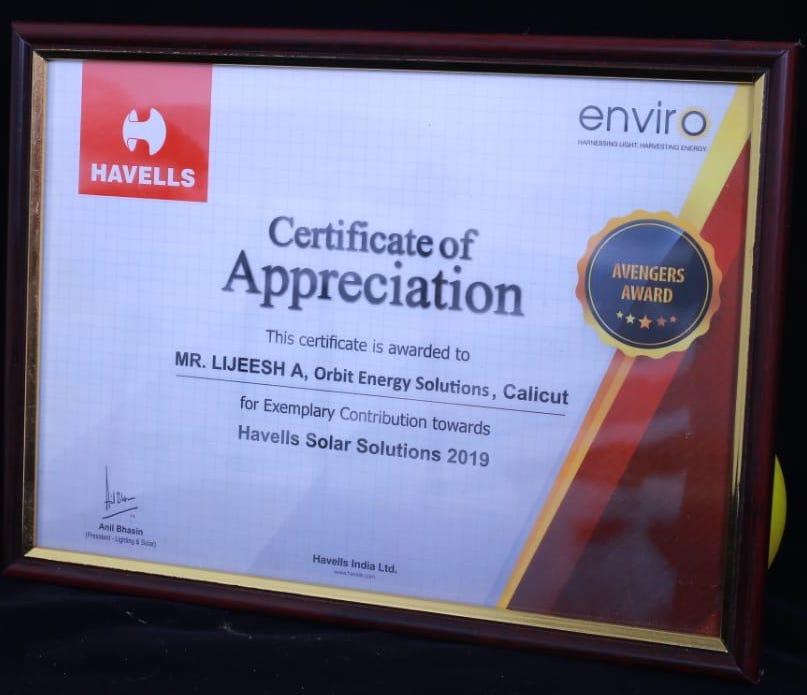 HAVELLS
enviro
HARNESSING LIGHT. HARVESTING ENERGY.
Certificate of
Appreciation
AVENGERS
AWARD
This certificate is awarded to
MR. LIJEESH A, Orbit Energy Solutions, Calicut
for Exemplary Contribution towards
Havells Solar Solutions 2019
Anil Bhasin
(President - Lighting & Solar)
Havells India Ltd.
www.havells.com